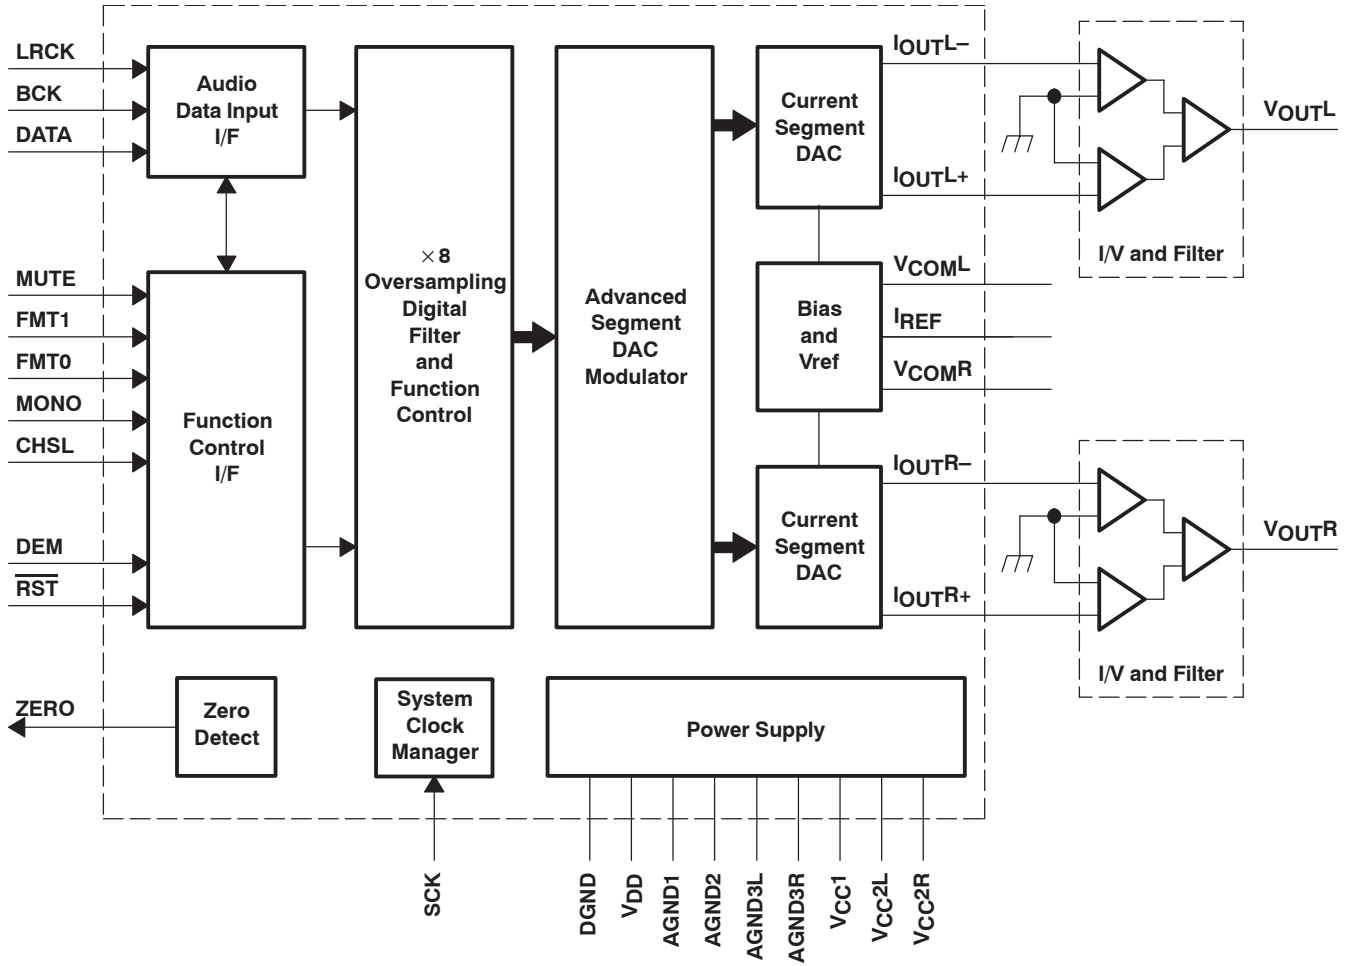 LRCK
BCK
DATA
Audio
Data Input
I/F
MUTE
FMT1
FMT0
MONO
CHSL
DEM
RST
Function
Control
I/F
×8
Oversampling
Digital
Filter
and
Function
Control
Advanced
Segment
DAC
Modulator
Current
Segment
DAC
IOUTL–
IOUTL+
VOUTL
I/V and Filter
Bias
and
Vref
VCOML
IREF
VCOMR
Current
Segment
DAC
IOUTR–
IOUTR+
VOUTR
I/V and Filter
ZERO
Zero
Detect
System
Clock
Manager
SCK
Power Supply
DGND
VDD
AGND1
AGND2
AGND3L
AGND3R
VCC1
VCC2L
VCC2R